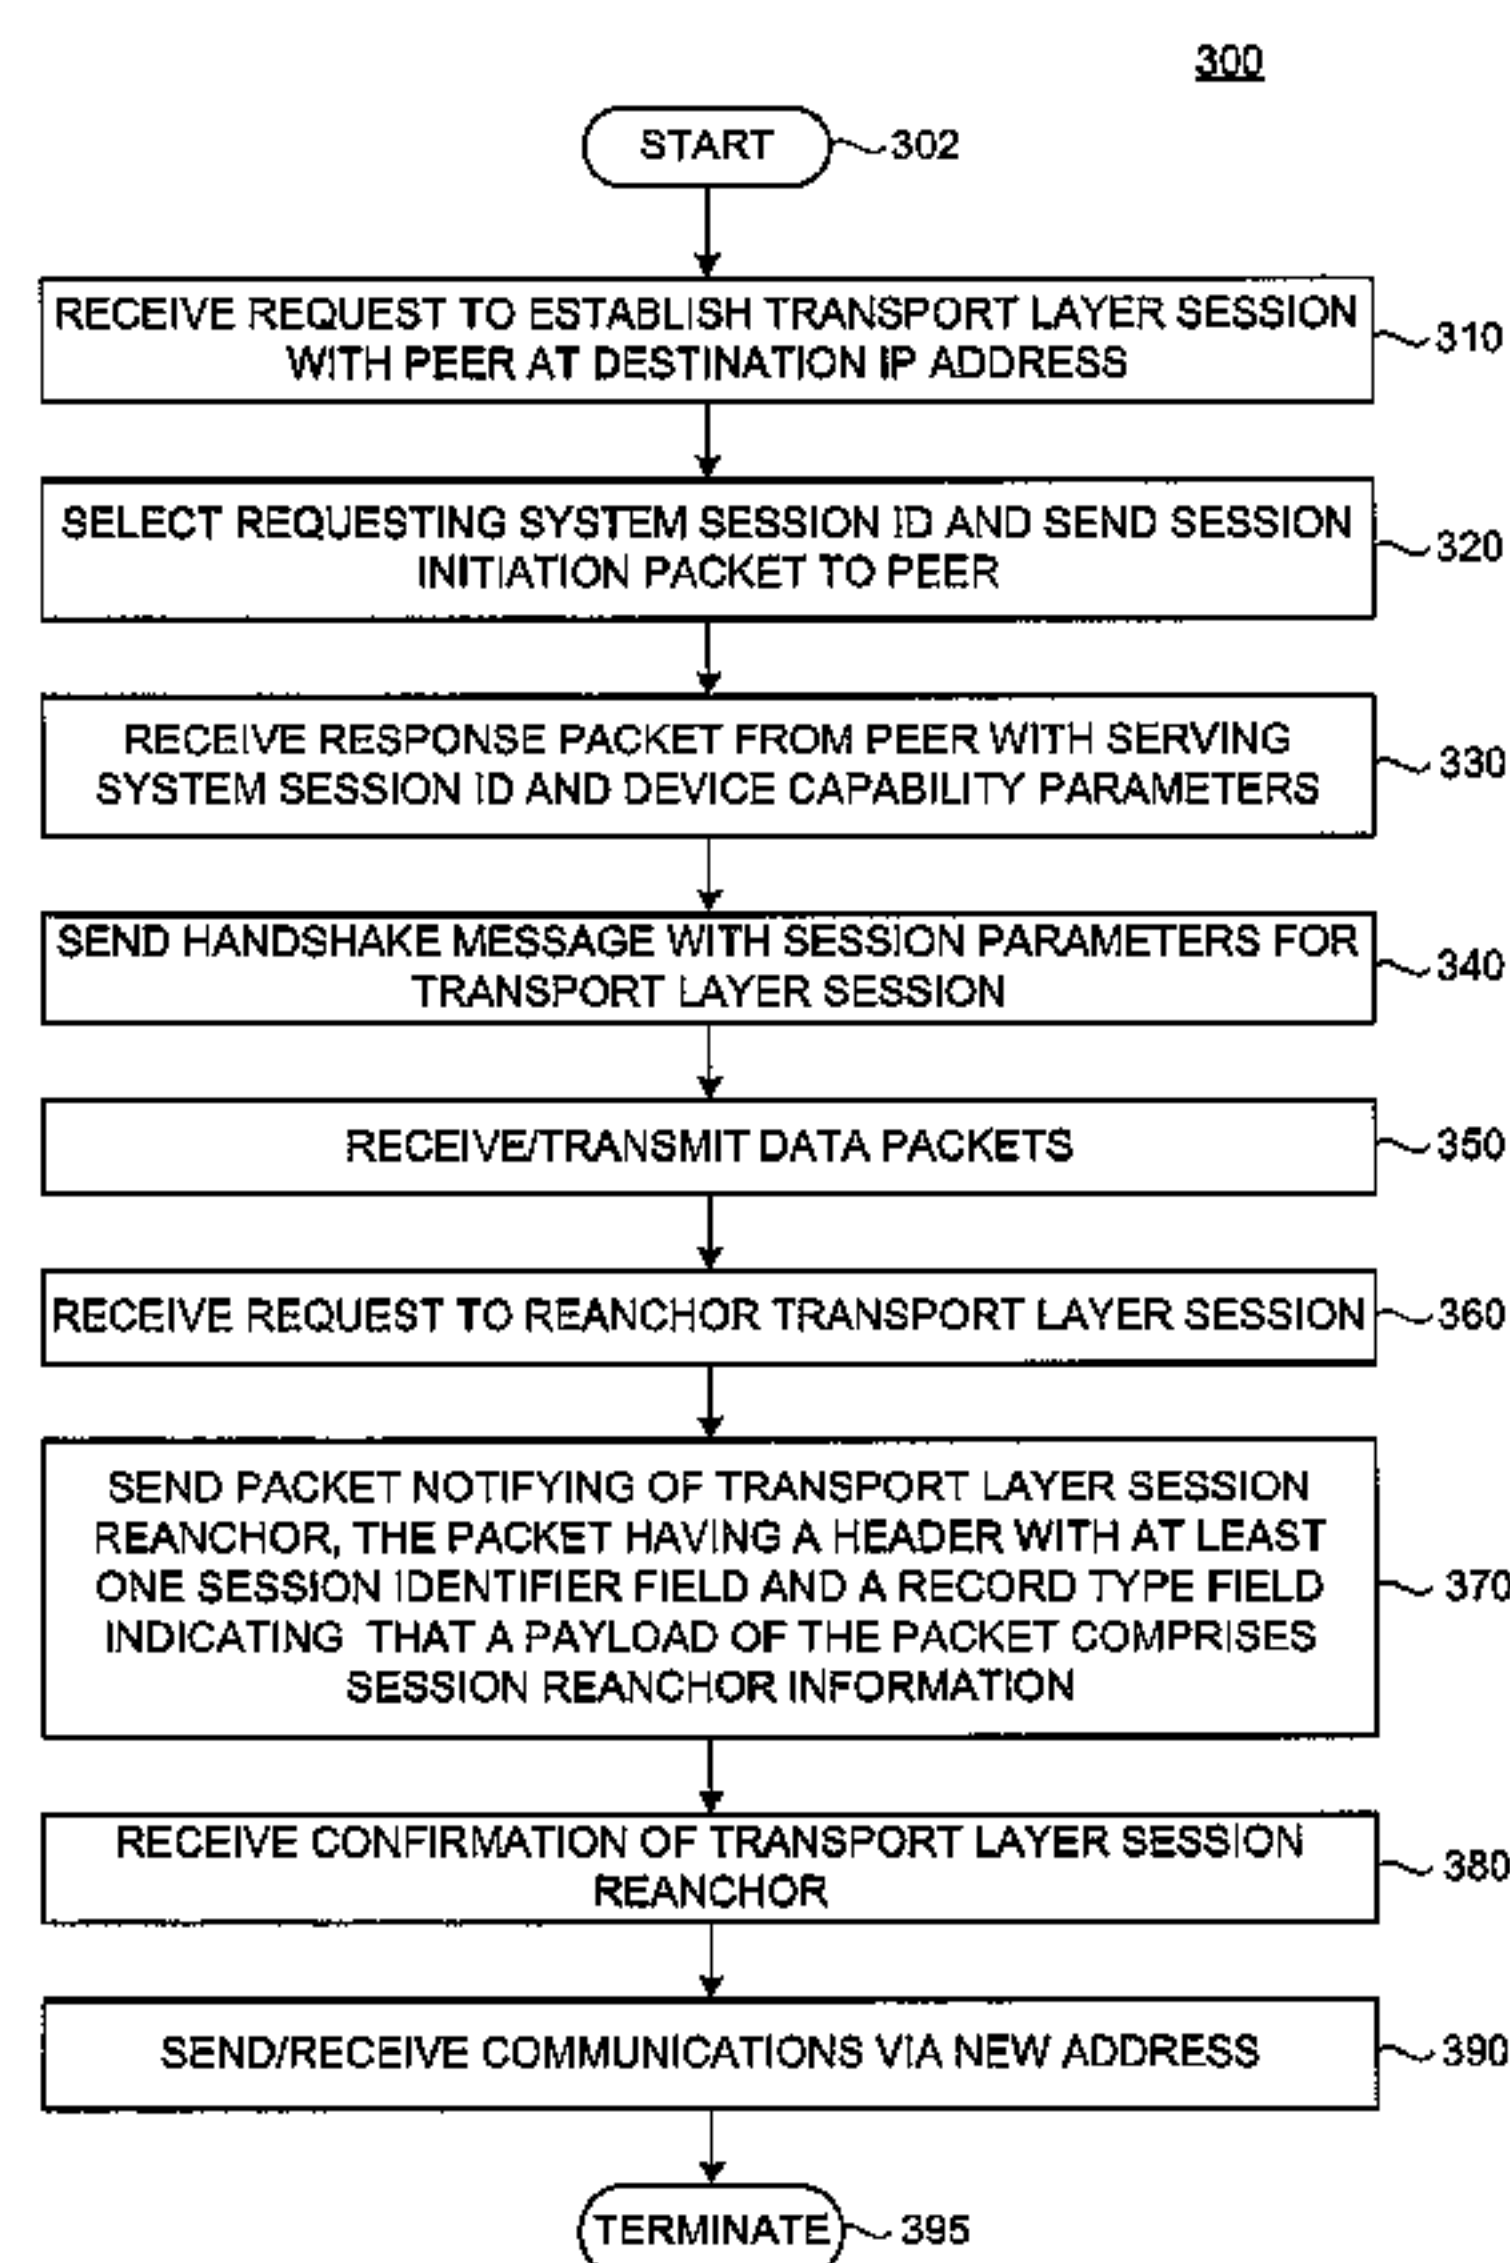 300
START 302
RECEIVE REQUEST TO ESTABLISH TRANSPORT LAYER SESSION
WITH PEER AT DESTINATION IP ADDRESS
310
SELECT REQUESTING SYSTEM SESSION ID AND SEND SESSION
INITIATION PACKET TO PEER
320
RECEIVE RESPONSE PACKET FROM PEER WITH SERVING
SYSTEM SESSION ID AND DEVICE CAPABILITY PARAMETERS
330
SEND HANDSHAKE MESSAGE WITH SESSION PARAMETERS FOR
TRANSPORT LAYER SESSION
340
RECEIVE/TRANSMIT DATA PACKETS 350
RECEIVE REQUEST TO REANCHOR TRANSPORT LAYER SESSION 360
SEND PACKET NOTIFYING OF TRANSPORT LAYER SESSION
REANCHOR, THE PACKET HAVING A HEADER WITH AT LEAST
ONE SESSION IDENTIFIER FIELD AND A RECORD TYPE FIELD
INDICATING THAT A PAYLOAD OF THE PACKET COMPRISES
SESSION REANCHOR INFORMATION
370
RECEIVE CONFIRMATION OF TRANSPORT LAYER SESSION
REANCHOR
380
SEND/RECEIVE COMMUNICATIONS VIA NEW ADDRESS 390
TERMINATE 395